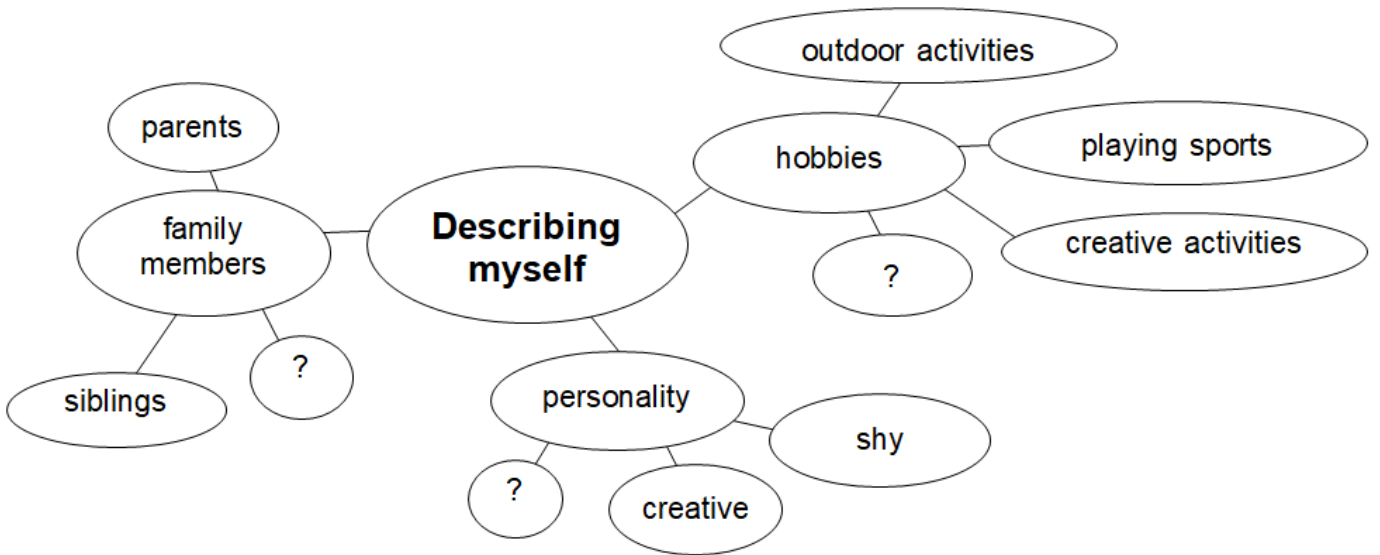 outdoor activities
parents
hobbies
playing sports
family
members
Describing
myself
creative activities
?
siblings
?
personality
shy
?
creative